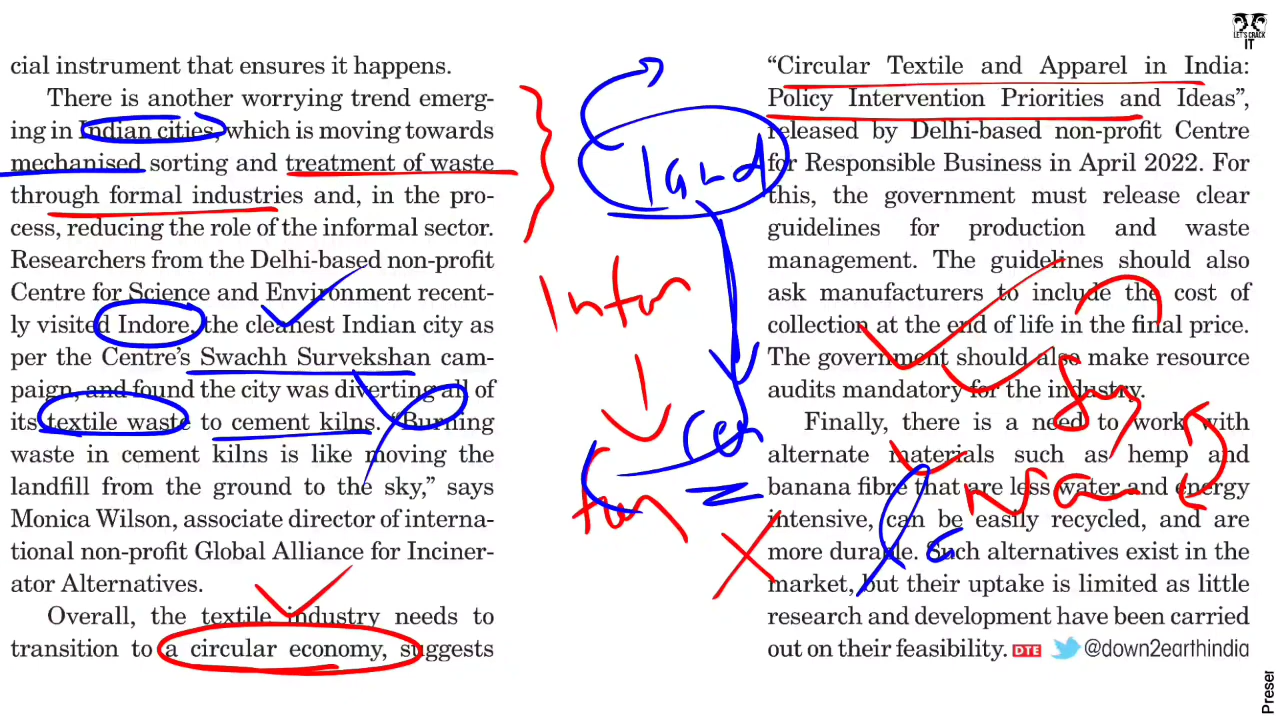 LET'S CRACK
IT
cial instrument that ensures it happens.
There is another worrying trend emerg-
ing in Indian cities, which is moving towards
mechanised sorting and treatment of waste
through formal industries and, in the pro-
cess, reducing the role of the informal sector.
Researchers from the Delhi-based non-profit
Centre for Science and Environment recent-
ly visited Indore, the cleanest Indian city as
per the Centre's Swachh Survekshan cam-
paign, and found the city was diverting all of
its textile waste to cement kilns. “Burning
waste in cement kilns is like moving the
landfill from the ground to the sky,” says
Monica Wilson, associate director of interna-
tional non-profit Global Alliance for Inciner-
ator Alternatives.
Overall, the textile industry needs to
transition to a circular economy, suggests
land
“Circular Textile and Apparel in India:
Policy Intervention Priorities and Ideas”,
released by Delhi-based non-profit Centre
for Responsible Business in April 2022. For
this, the government must release clear
guidelines for production and waste
management. The guidelines should also
ask manufacturers to include the cost of
collection at the end of life in the final price.
The government should also make resource
audits mandatory for the industry.
Finally, there is a need to work with
alternate materials such as hemp and
banana fibre that are less water and energy
intensive, can be easily recycled, and are
more durable. Such alternatives exist in the
market, but their uptake is limited as little
research and development have been carried
out on their feasibility. DTE @down2earthindia
Preser